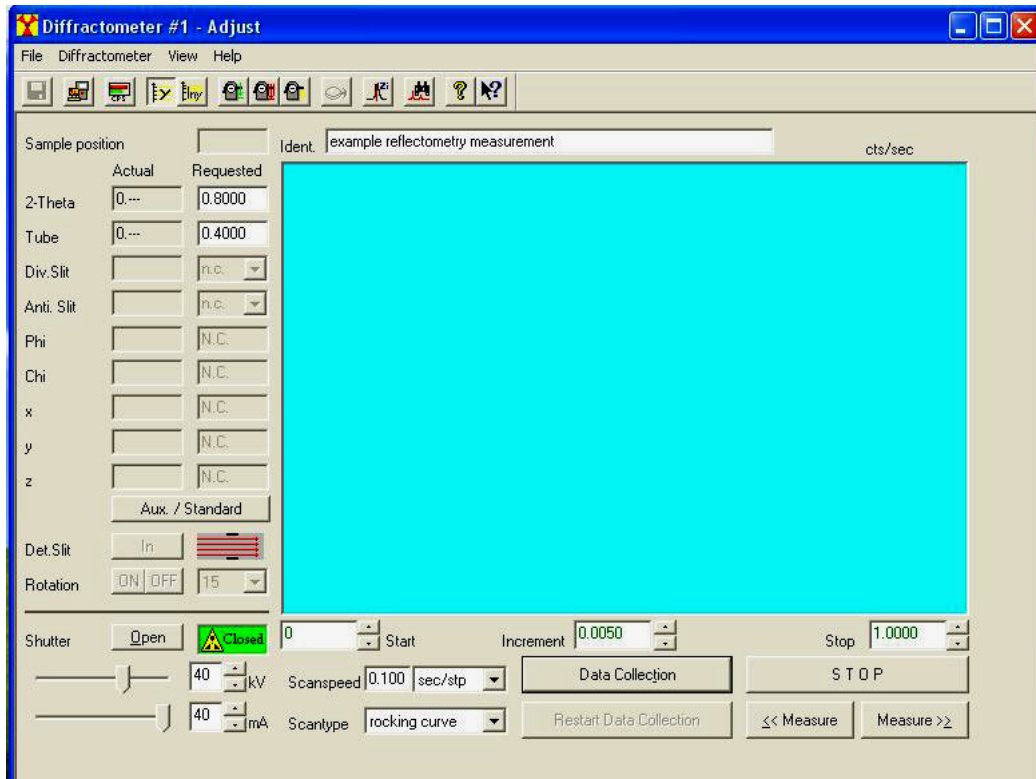 Diffractometer #1 - Adjust
File Diffractometer View Help
CPS
Sample position
Ident. example reflectometry measurement
cts/sec
Actual Requested
2-Theta 0.--- 0.8000
Tube 0.--- 0.4000
Div.Slit n.c.
Anti. Slit n.c.
Phi N.C.
Chi N.C.
x N.C.
y N.C.
z N.C.
Aux. / Standard
Det.Slit In
Rotation ON OFF 15
Shutter Open Closed
0 Start Increment 0.0050 Stop 1.0000
40 kV Scanspeed 0.100 sec/stp Data Collection STOP
40 mA Scantype rocking curve Restart Data Collection << Measure Measure >>